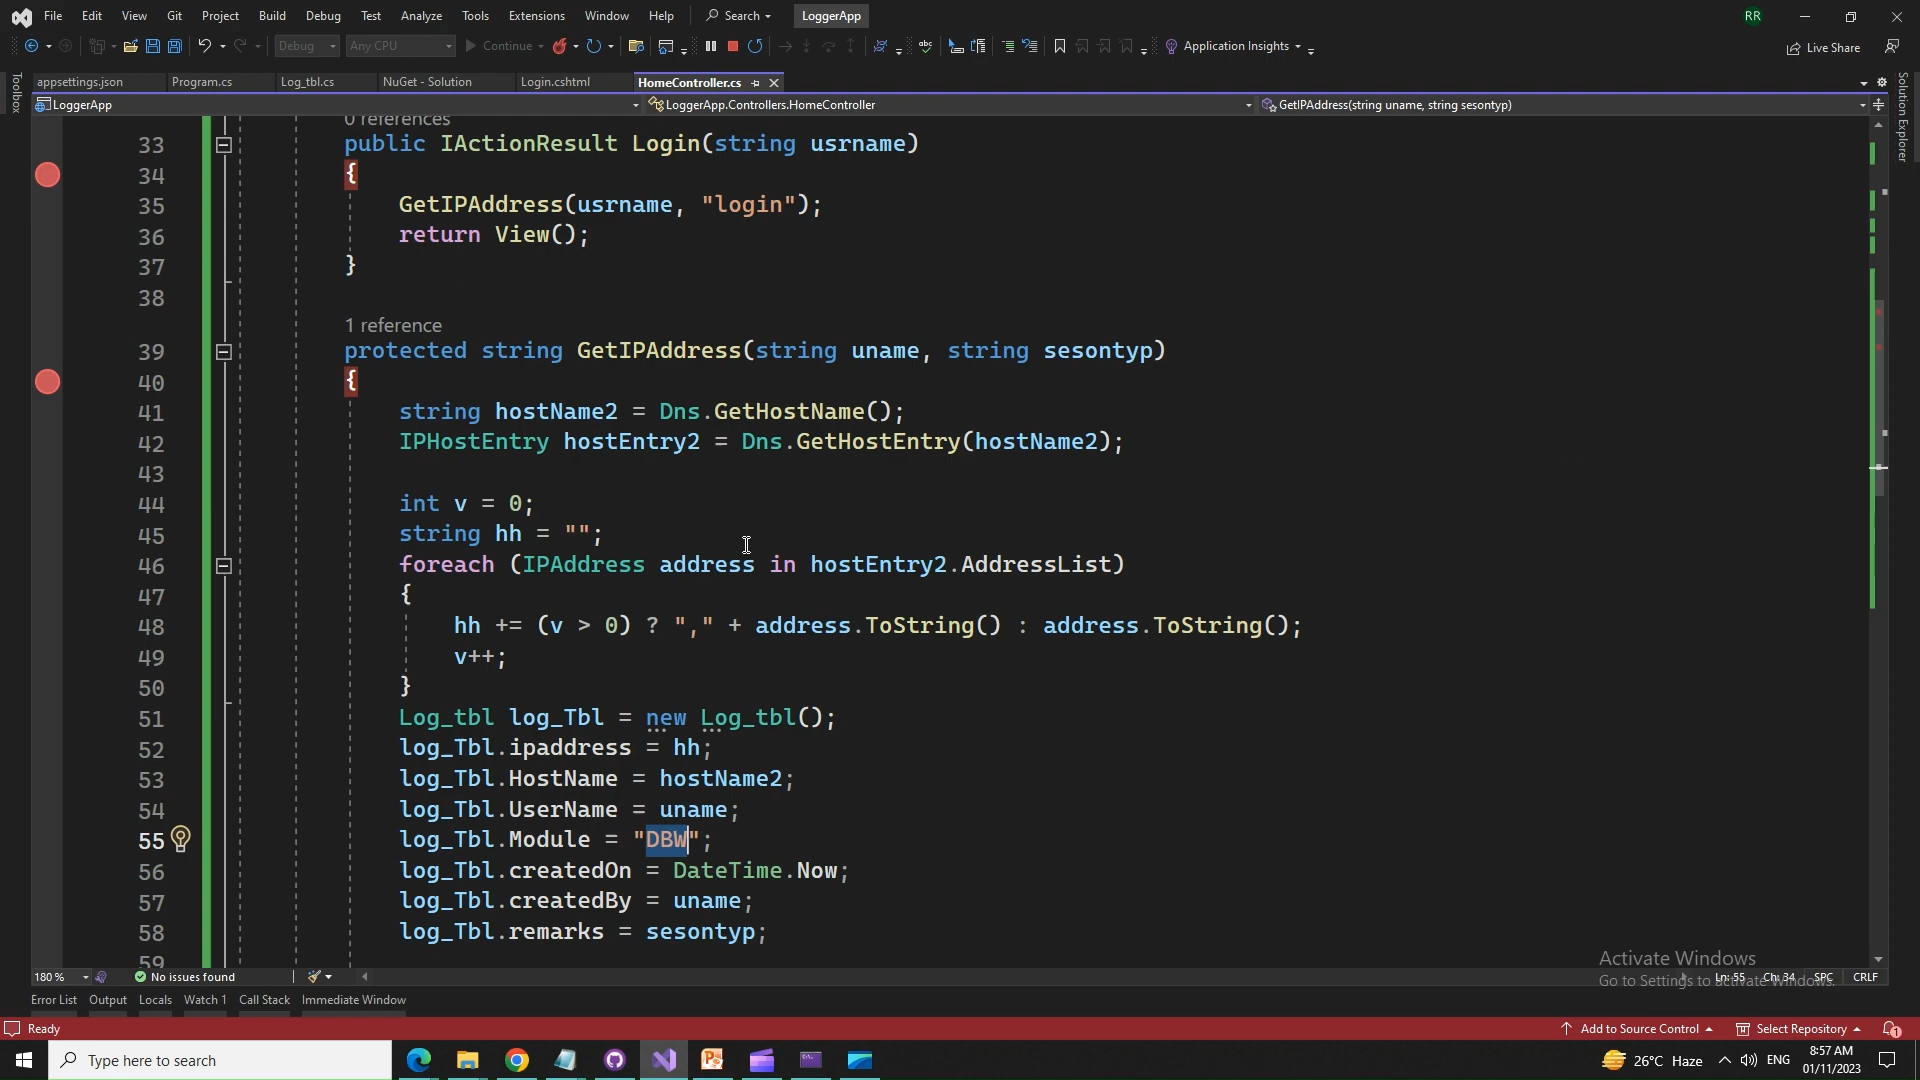 File Edit View Git Project Build Debug Test Analyze Tools Extensions Window Help Search LoggerApp RR
Debug Any CPU Continue Application Insights Live Share
Toolbox
appsettings.json Program.cs Log_tbl.cs NuGet - Solution Login.cshtml HomeController.cs
Solution Explorer
LoggerApp LoggerApp.Controllers.HomeController GetIPAddress(string uname, string sesontyp)
0 references
33 public IActionResult Login(string usrname)
34 {
35 GetIPAddress(usrname, "login");
36 return View();
37 }
38
1 reference
39 protected string GetIPAddress(string uname, string sesontyp)
40 {
41 string hostName2 = Dns.GetHostName();
42 IPHostEntry hostEntry2 = Dns.GetHostEntry(hostName2);
43
44 int v = 0;
45 string hh = "";
46 foreach (IPAddress address in hostEntry2.AddressList)
47 {
48 hh += (v > 0) ? "," + address.ToString() : address.ToString();
49 v++;
50 }
51 Log_tbl log_Tbl = new Log_tbl();
52 log_Tbl.ipaddress = hh;
53 log_Tbl.HostName = hostName2;
54 log_Tbl.UserName = uname;
55 log_Tbl.Module = "DBW";
56 log_Tbl.createdOn = DateTime.Now;
57 log_Tbl.createdBy = uname;
58 log_Tbl.remarks = sesontyp;
59
Activate Windows
Go to Settings to activate Windows.
180 % No issues found Ln: 55 Ch: 34 SPC CRLF
Error List Output Locals Watch 1 Call Stack Immediate Window
Ready Add to Source Control Select Repository 1
Type here to search 26°C Haze ENG 8:57 AM
01/11/2023